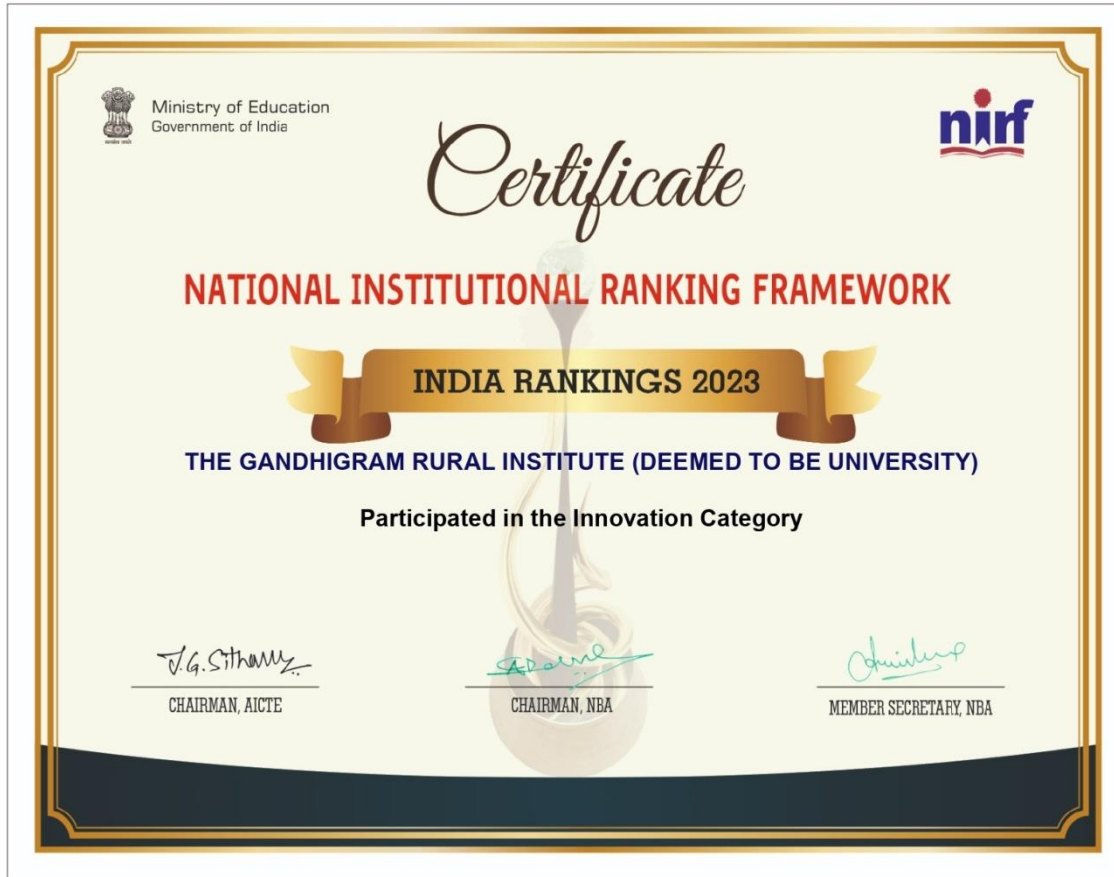 Ministry of Education
Government of India
nirf
Certificate
NATIONAL INSTITUTIONAL RANKING FRAMEWORK
INDIA RANKINGS 2023
THE GANDHIGRAM RURAL INSTITUTE (DEEMED TO BE UNIVERSITY)
Participated in the Innovation Category
CHAIRMAN, AICTE
CHAIRMAN, NBA
MEMBER SECRETARY, NBA